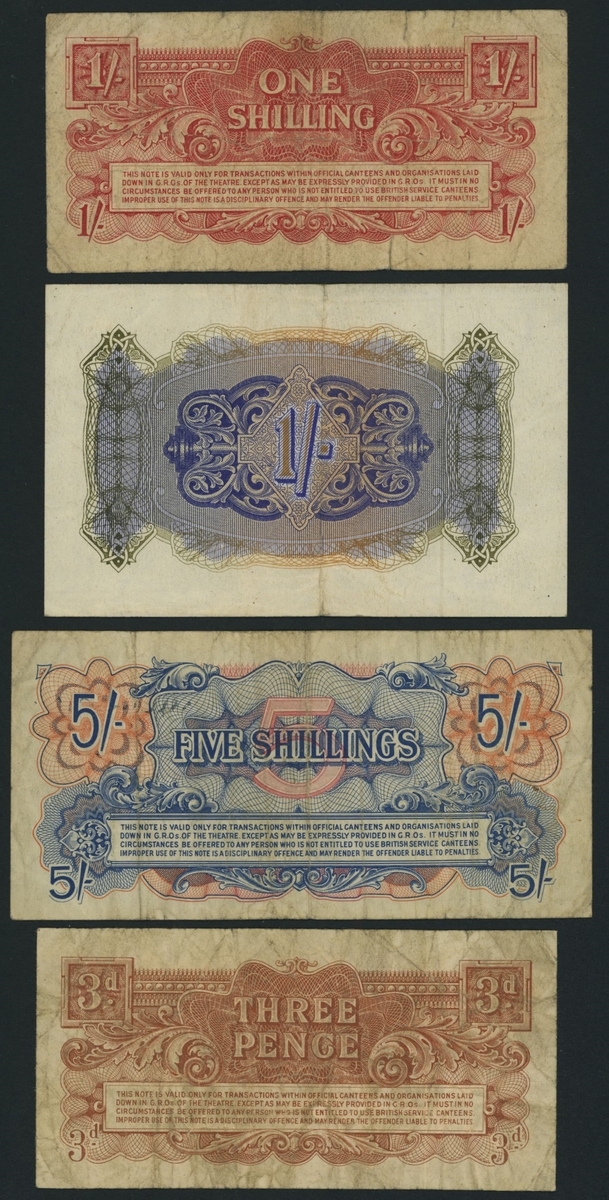 1/- 1/-
ONE
SHILLING
THIS NOTE IS VALID ONLY FOR TRANSACTIONS WITHIN OFFICIAL CANTEENS AND ORGANISATIONS LAID
DOWN IN G.R.Os. OF THE THEATRE. EXCEPT AS MAY BE EXPRESSLY PROVIDED IN G.R.Os. IT MUST IN NO
CIRCUMSTANCES BE OFFERED TO ANY PERSON WHO IS NOT ENTITLED TO USE BRITISH SERVICE CANTEENS.
IMPROPER USE OF THIS NOTE IS A DISCIPLINARY OFFENCE AND MAY RENDER THE OFFENDER LIABLE TO PENALTIES.
1/- 1/-
1/-
5/- 5 5/-
FIVE SHILLINGS
THIS NOTE IS VALID ONLY FOR TRANSACTIONS WITHIN OFFICIAL CANTEENS AND ORGANISATIONS LAID
DOWN IN G.R.Os. OF THE THEATRE. EXCEPT AS MAY BE EXPRESSLY PROVIDED IN G.R.Os. IT MUST IN NO
CIRCUMSTANCES BE OFFERED TO ANY PERSON WHO IS NOT ENTITLED TO USE BRITISH SERVICE CANTEENS.
IMPROPER USE OF THIS NOTE IS A DISCIPLINARY OFFENCE AND MAY RENDER THE OFFENDER LIABLE TO PENALTIES.
5/- 5/-
3d 3d
THREE
PENCE
THIS NOTE IS VALID ONLY FOR TRANSACTIONS WITHIN OFFICIAL CANTEENS AND ORGANISATIONS LAID
DOWN IN G.R.Os. OF THE THEATRE. EXCEPT AS MAY BE EXPRESSLY PROVIDED IN G.R.Os. IT MUST IN NO
CIRCUMSTANCES BE OFFERED TO ANY PERSON WHO IS NOT ENTITLED TO USE BRITISH SERVICE CANTEENS.
IMPROPER USE OF THIS NOTE IS A DISCIPLINARY OFFENCE AND MAY RENDER THE OFFENDER LIABLE TO PENALTIES.
3d 3d